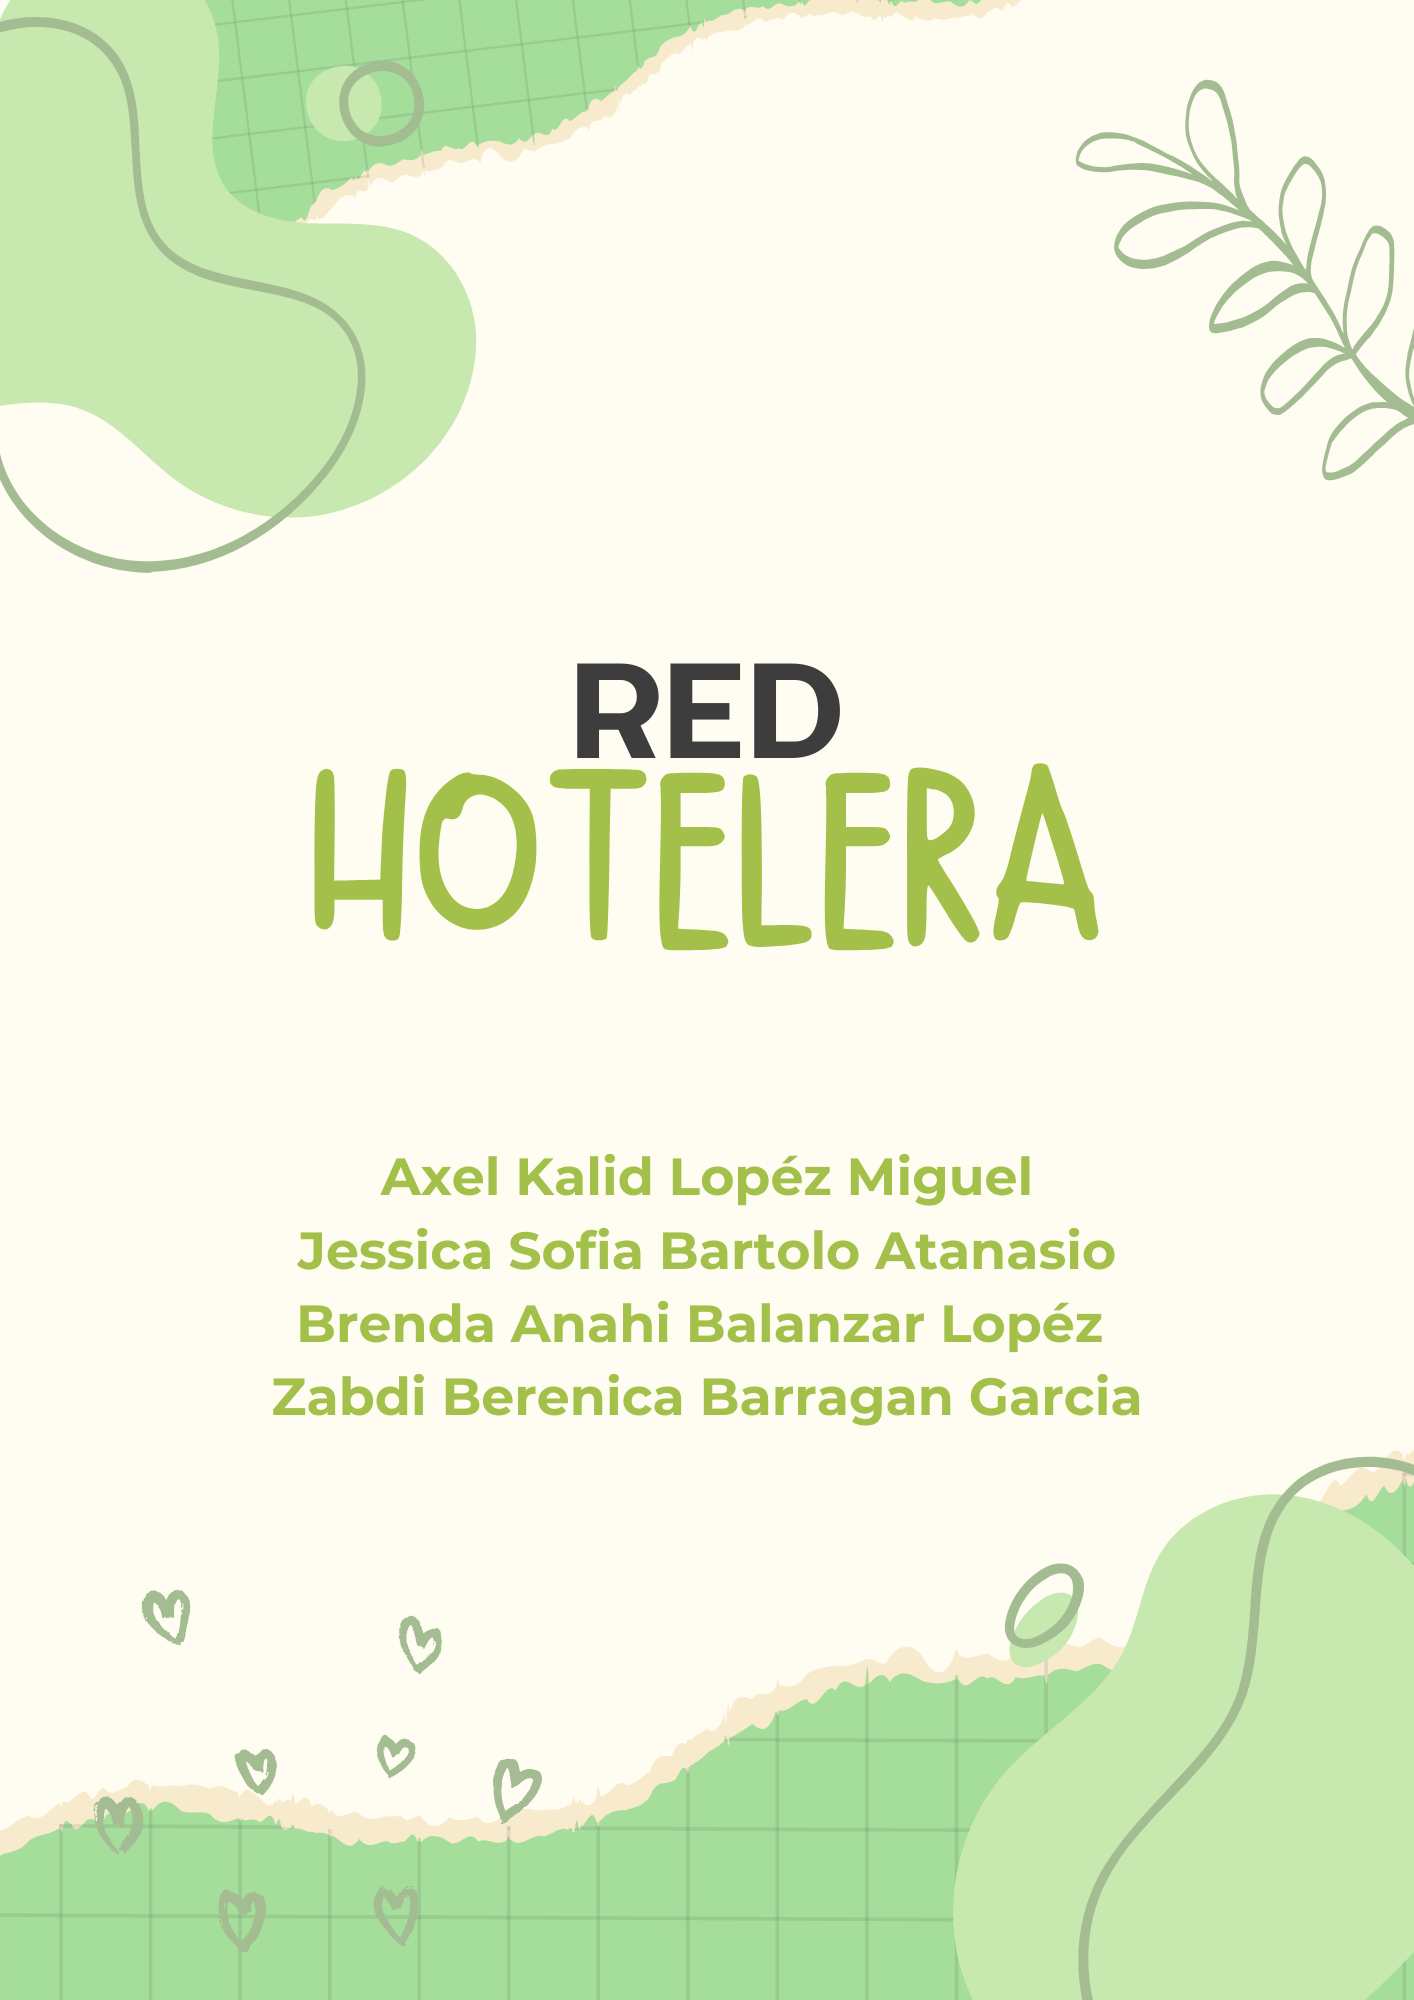 RED
HOTELERA
Axel Kalid Lopéz Miguel
Jessica Sofia Bartolo Atanasio
Brenda Anahi Balanzar Lopéz
Zabdi Berenica Barragan Garcia